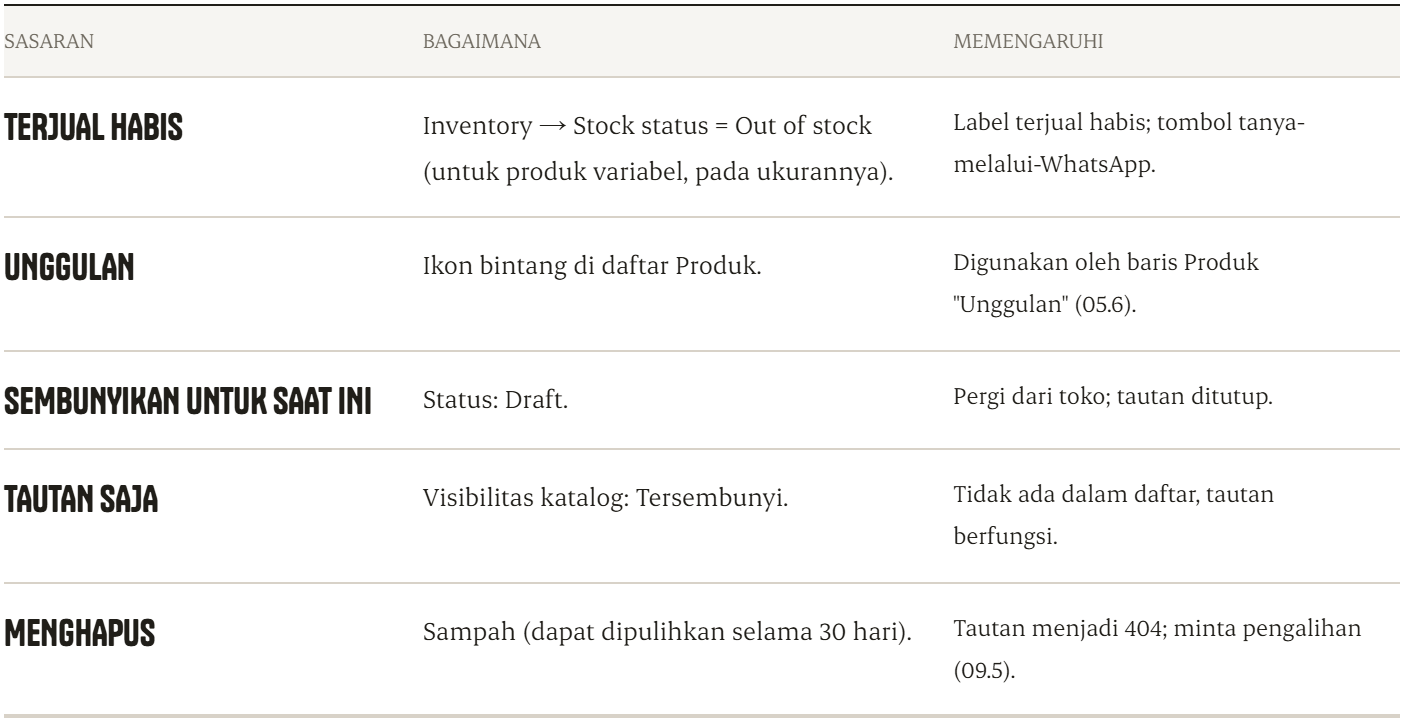 SASARAN BAGAIMANA MEMENGARUHI
TERJUAL HABIS
Inventory → Stock status = Out of stock
(untuk produk variabel, pada ukurannya).
Label terjual habis; tombol tanya-
melalui-WhatsApp.
UNGGULAN
Ikon bintang di daftar Produk.
Digunakan oleh baris Produk
"Unggulan" (05.6).
SEMBUNYIKAN UNTUK SAAT INI
Status: Draft.
Pergi dari toko; tautan ditutup.
TAUTAN SAJA
Visibilitas katalog: Tersembunyi.
Tidak ada dalam daftar, tautan
berfungsi.
MENGHAPUS
Sampah (dapat dipulihkan selama 30 hari).
Tautan menjadi 404; minta pengalihan
(09.5).